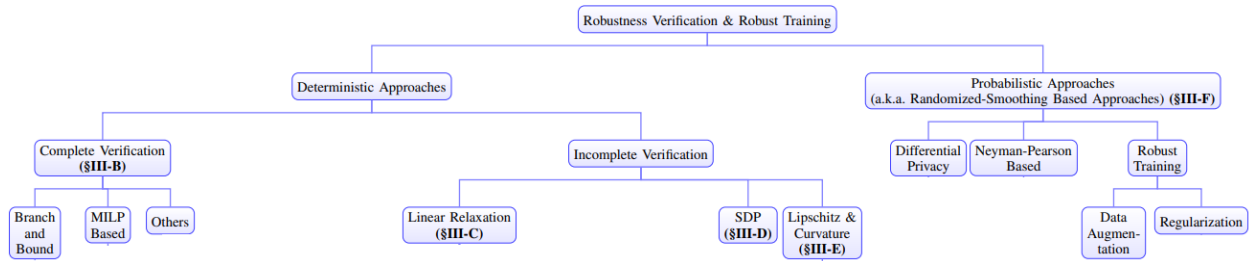 Robustness Verification & Robust Training
Deterministic Approaches
Probabilistic Approaches
(a.k.a. Randomized-Smoothing Based Approaches) (§III-F)
Complete Verification
(§III-B)
Incomplete Verification
Differential
Privacy
Neyman-Pearson
Based
Robust
Training
Branch
and
Bound
MILP
Based
Others
Linear Relaxation
(§III-C)
SDP
(§III-D)
Lipschitz &
Curvature
(§III-E)
Data
Augmen-
tation
Regularization